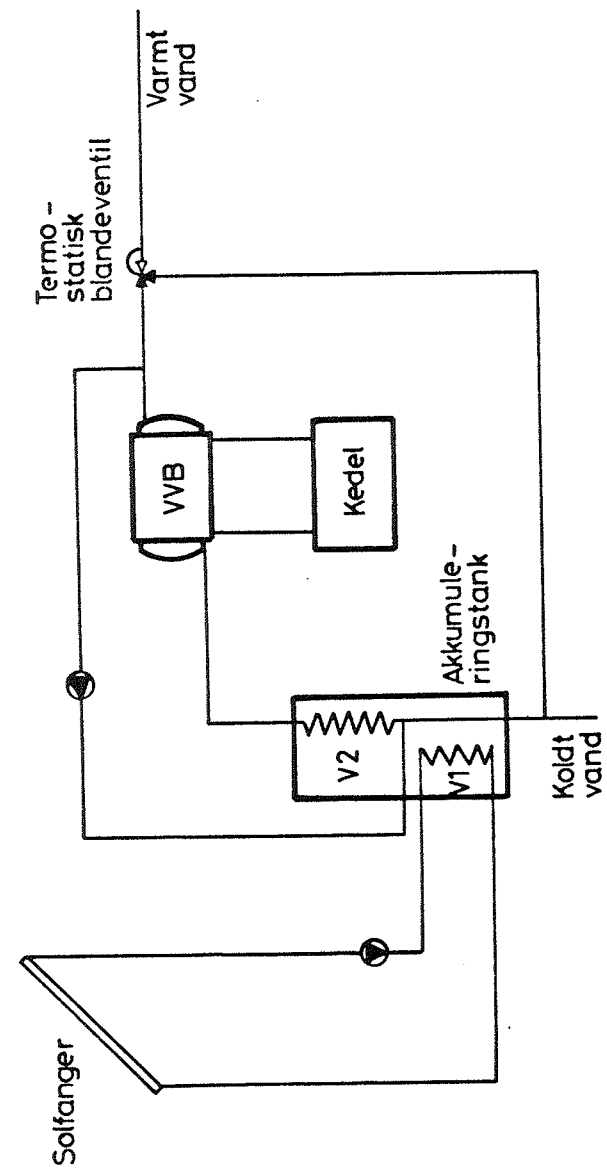 Solfanger
Termo-
statisk
blandeventil
Varmt
vand
VVB
Kedel
Akkumule-
ringstank
V2
V1
Koldt
vand